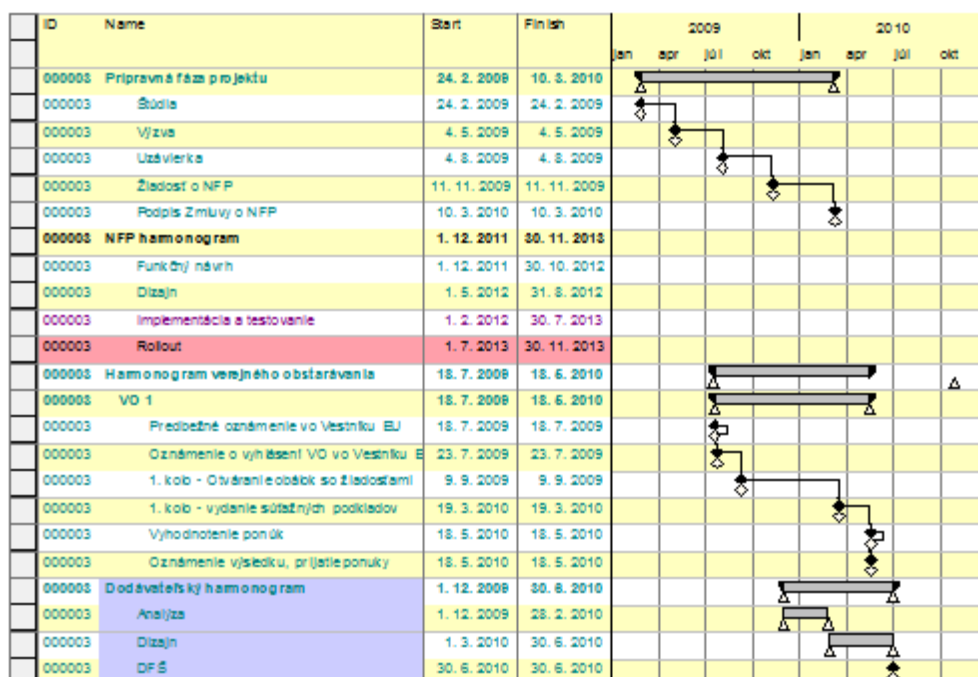 ID Name Start Finish 2009 2010
jan apr júl okt jan apr júl okt
000003 Prípravná fáza projektu 24. 2. 2009 10. 3. 2010
000003 Štúdia 24. 2. 2009 24. 2. 2009
000003 Výzva 4. 5. 2009 4. 5. 2009
000003 Uzávierka 4. 8. 2009 4. 8. 2009
000003 Žiadosť o NFP 11. 11. 2009 11. 11. 2009
000003 Podpis Zmluvy o NFP 10. 3. 2010 10. 3. 2010
000003 NFP harmonogram 1. 12. 2011 30. 11. 2013
000003 Funkčný návrh 1. 12. 2011 30. 10. 2012
000003 Dizajn 1. 5. 2012 31. 8. 2012
000003 Implementácia a testovanie 1. 2. 2012 30. 7. 2013
000003 Rollout 1. 7. 2013 30. 11. 2013
000003 Harmonogram verejného obstarávania 18. 7. 2009 18. 5. 2010
000003 VO 1 18. 7. 2009 18. 5. 2010
000003 Predbežné oznámenie vo Vestníku EU 18. 7. 2009 18. 7. 2009
000003 Oznámenie o vyhlásení VO vo Vestníku E 23. 7. 2009 23. 7. 2009
000003 1. kolo - Otváranie obálok so žiadosťami 9. 9. 2009 9. 9. 2009
000003 1. kolo - vydanie súťažných podkladov 19. 3. 2010 19. 3. 2010
000003 Vyhodnotenie ponúk 18. 5. 2010 18. 5. 2010
000003 Oznámenie výsledku, prijatie ponuky 18. 5. 2010 18. 5. 2010
000003 Dodávateľský harmonogram 1. 12. 2009 30. 6. 2010
000003 Analýza 1. 12. 2009 28. 2. 2010
000003 Dizajn 1. 3. 2010 30. 6. 2010
000003 DFŠ 30. 6. 2010 30. 6. 2010